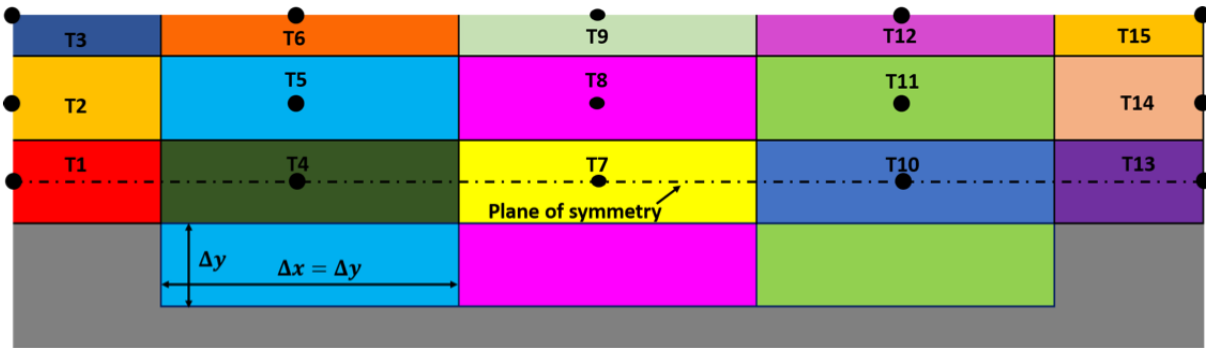 T3 T6 T9 T12 T15
T2 T5 T8 T11 T14
T1 T4 T7 T10 T13
Plane of symmetry
Δy Δx = Δy